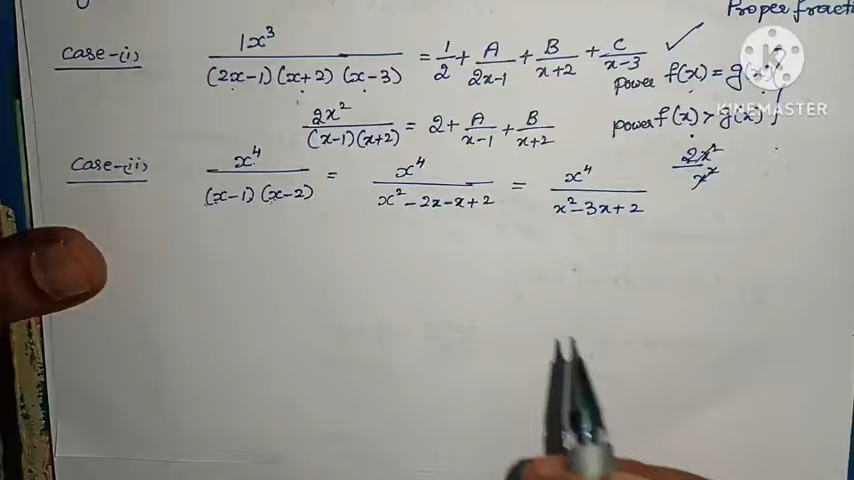 Proper fracti
case-(i) 1x³/((2x-1)(x+2)(x-3)) = 1/2 + A/(2x-1) + B/(x+2) + C/(x-3) ✓
power f(x) = g(x)
2x²/((x-1)(x+2)) = 2 + A/(x-1) + B/(x+2)
power f(x) > g(x)
KINEMASTER
case-(ii) x⁴/((x-1)(x-2)) = x⁴/(x²-2x-x+2) = x⁴/(x²-3x+2)
2x²/x²